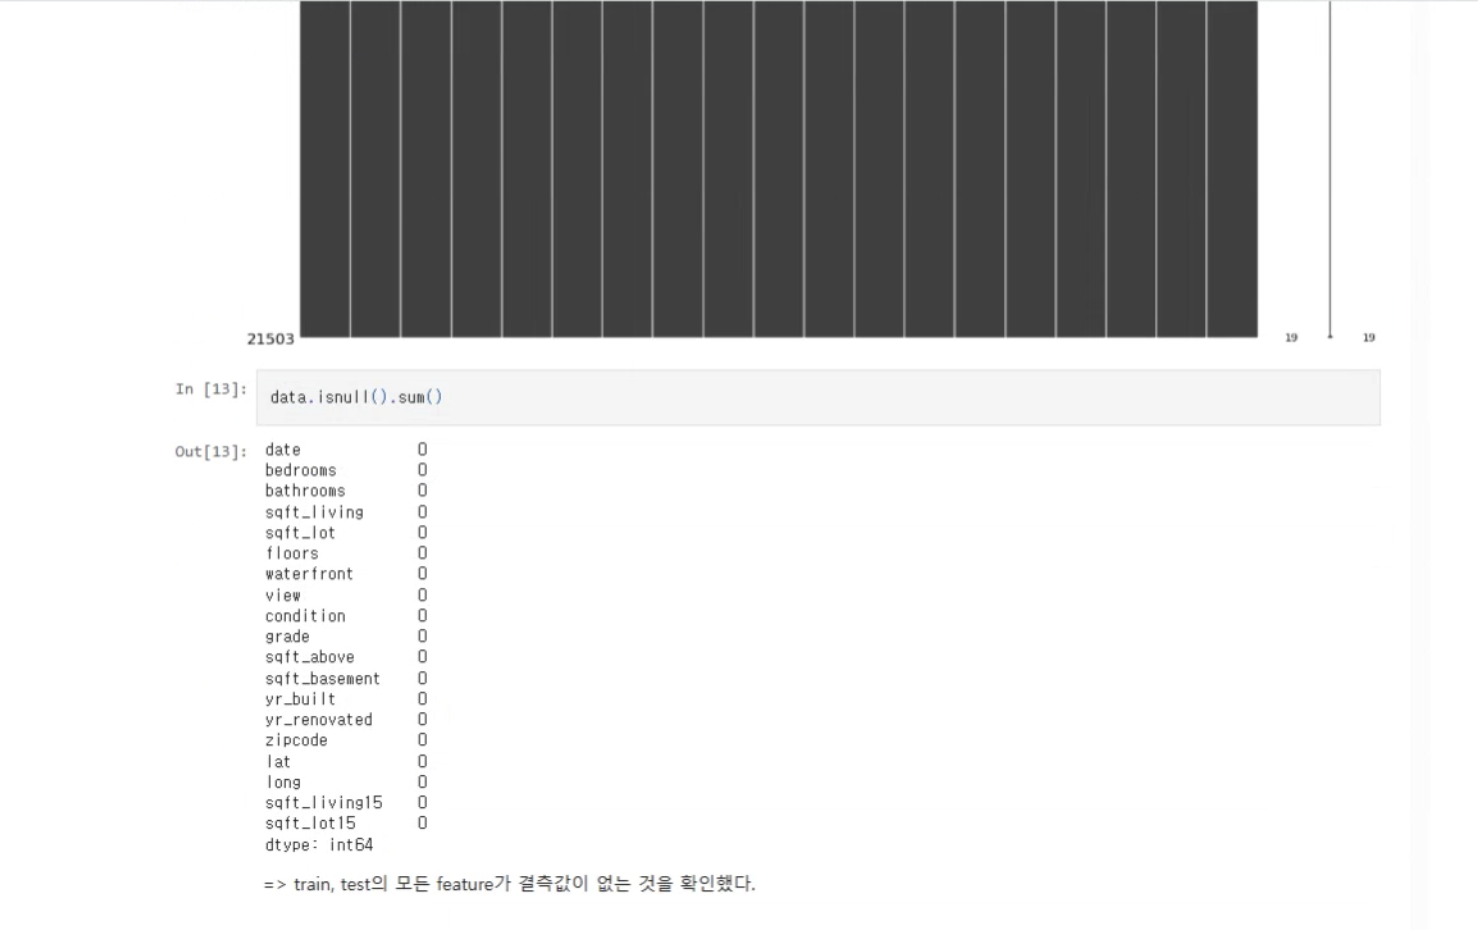 21503
19 19
In [13]: data.isnull().sum()
Out[13]: date 0
bedrooms 0
bathrooms 0
sqft_living 0
sqft_lot 0
floors 0
waterfront 0
view 0
condition 0
grade 0
sqft_above 0
sqft_basement 0
yr_built 0
yr_renovated 0
zipcode 0
lat 0
long 0
sqft_living15 0
sqft_lot15 0
dtype: int64
=> train, test의 모든 feature가 결측값이 없는 것을 확인했다.